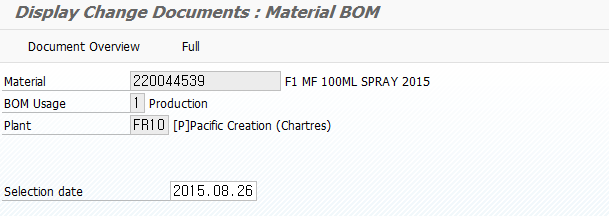 Display Change Documents : Material BOM
Document Overview Full
Material 220044539 F1 MF 100ML SPRAY 2015
BOM Usage 1 Production
Plant FR10 [P]Pacific Creation (Chartres)
Selection date 2015.08.26